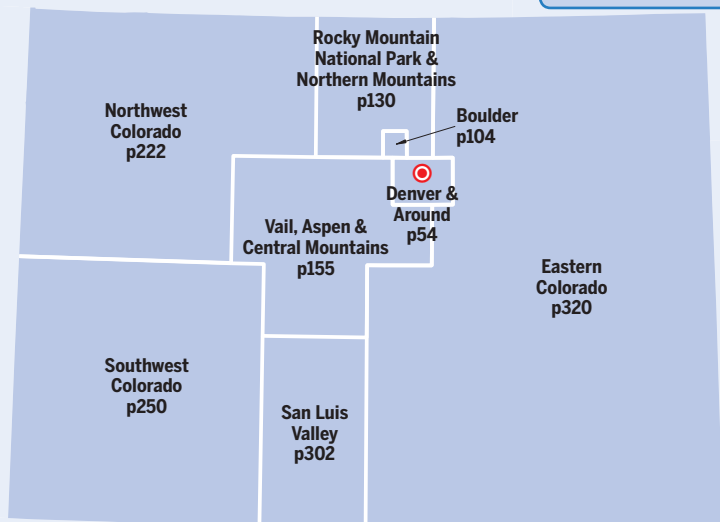 Rocky Mountain
National Park &
Northern Mountains
p130
Northwest
Colorado
p222
Boulder
p104
Denver &
Around
p54
Vail, Aspen &
Central Mountains
p155
Eastern
Colorado
p320
Southwest
Colorado
p250
San Luis
Valley
p302